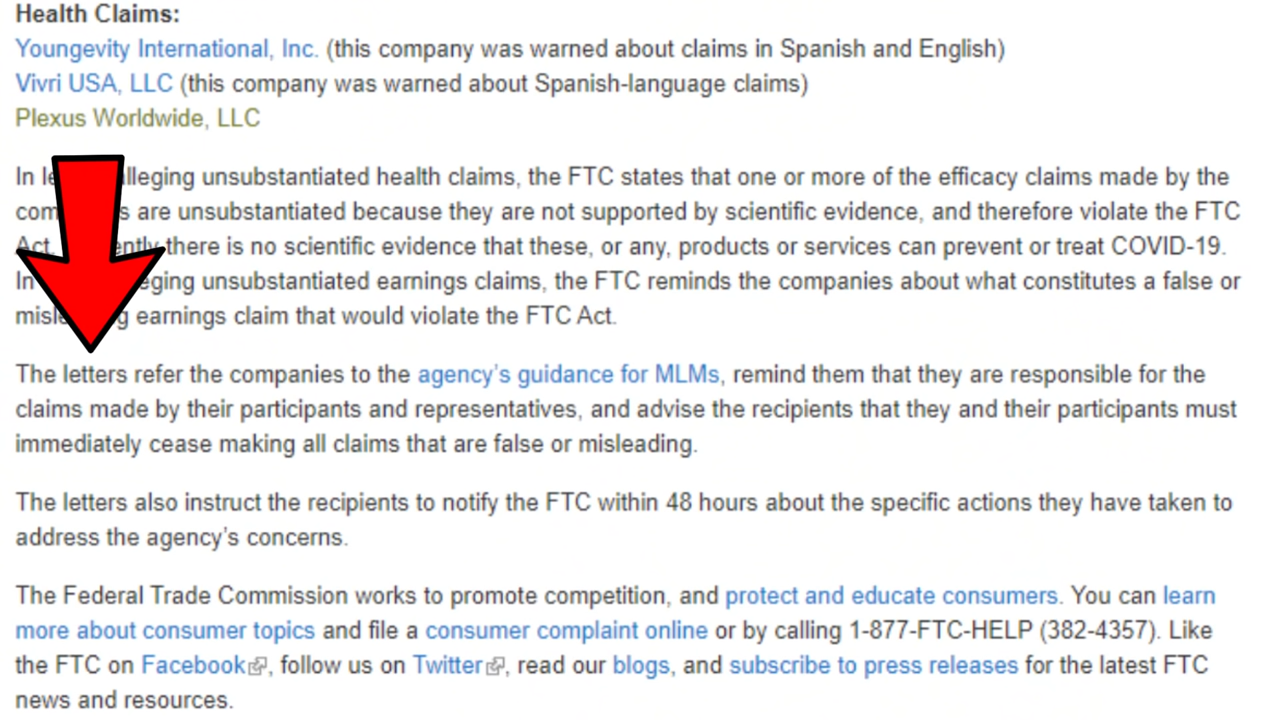 Health Claims:
Youngevity International, Inc. (this company was warned about claims in Spanish and English)
Vivri USA, LLC (this company was warned about Spanish-language claims)
Plexus Worldwide, LLC
In alleging unsubstantiated health claims, the FTC states that one or more of the efficacy claims made by the
are unsubstantiated because they are not supported by scientific evidence, and therefore violate the FTC
Act. there is no scientific evidence that these, or any, products or services can prevent or treat COVID-19.
In unsubstantiated earnings claims, the FTC reminds the companies about what constitutes a false or
earnings claim that would violate the FTC Act.
The letters refer the companies to the agency's guidance for MLMs, remind them that they are responsible for the
claims made by their participants and representatives, and advise the recipients that they and their participants must
immediately cease making all claims that are false or misleading.
The letters also instruct the recipients to notify the FTC within 48 hours about the specific actions they have taken to
address the agency's concerns.
The Federal Trade Commission works to promote competition, and protect and educate consumers. You can learn
more about consumer topics and file a consumer complaint online or by calling 1-877-FTC-HELP (382-4357). Like
the FTC on Facebook, follow us on Twitter, read our blogs, and subscribe to press releases for the latest FTC
news and resources.